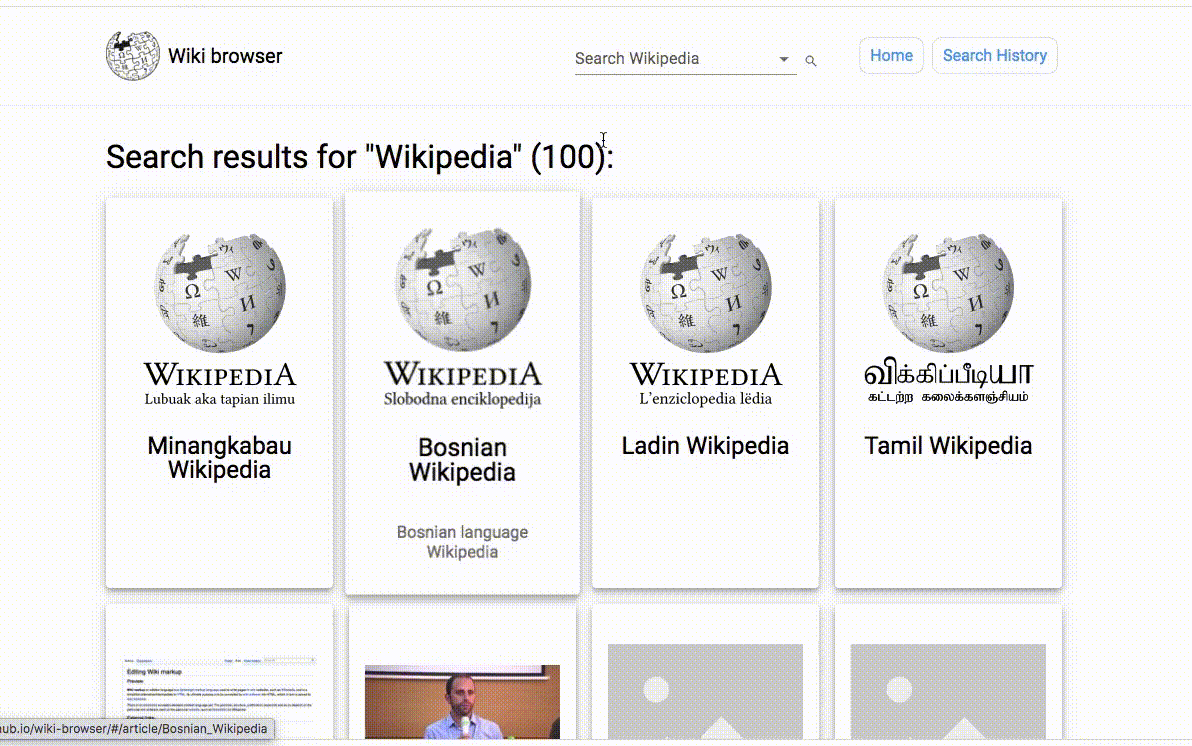 Wiki browser
Search Wikipedia
Home
Search History
Search results for "Wikipedia" (100):
WIKIPEDIA
Lubuak aka tapian ilimu
Minangkabau
Wikipedia
WIKIPEDIA
Slobodna enciklopedija
Bosnian
Wikipedia
Bosnian language
Wikipedia
WIKIPEDIA
L'enziclopedia lëdia
Ladin Wikipedia
விக்கிப்பீடியா
கட்டற்ற கலைக்களஞ்சியம்
Tamil Wikipedia
Editing Wiki markup
Preview
hub.io/wiki-browser/#/article/Bosnian_Wikipedia